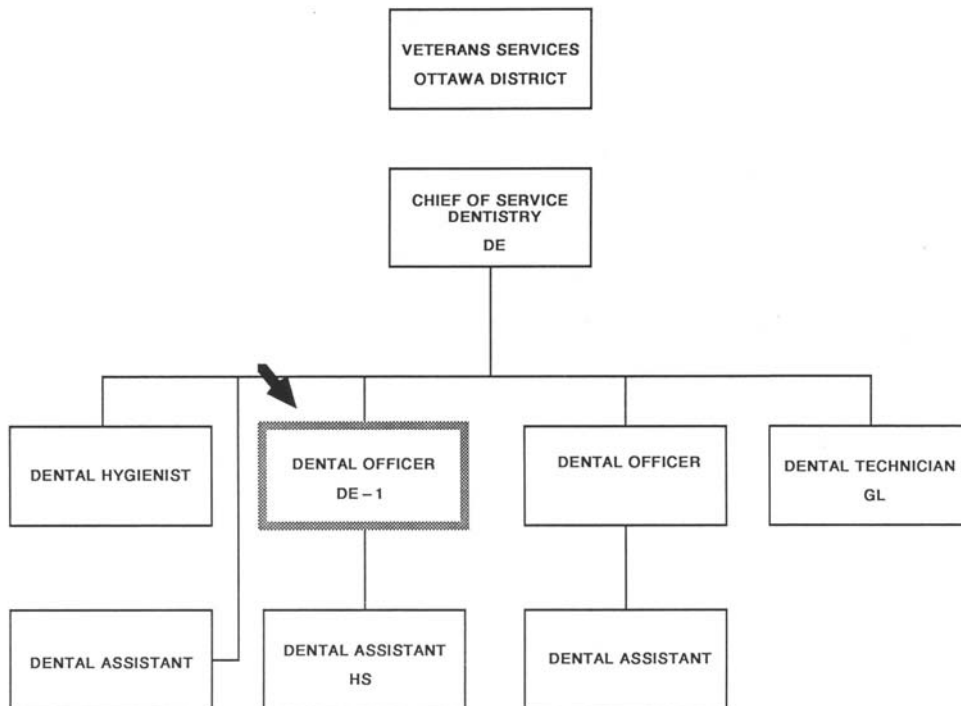 VETERANS SERVICES
OTTAWA DISTRICT
CHIEF OF SERVICE
DENTISTRY
DE
DENTAL HYGIENIST
DENTAL OFFICER
DE-1
DENTAL OFFICER
DENTAL TECHNICIAN
GL
DENTAL ASSISTANT
DENTAL ASSISTANT
HS
DENTAL ASSISTANT